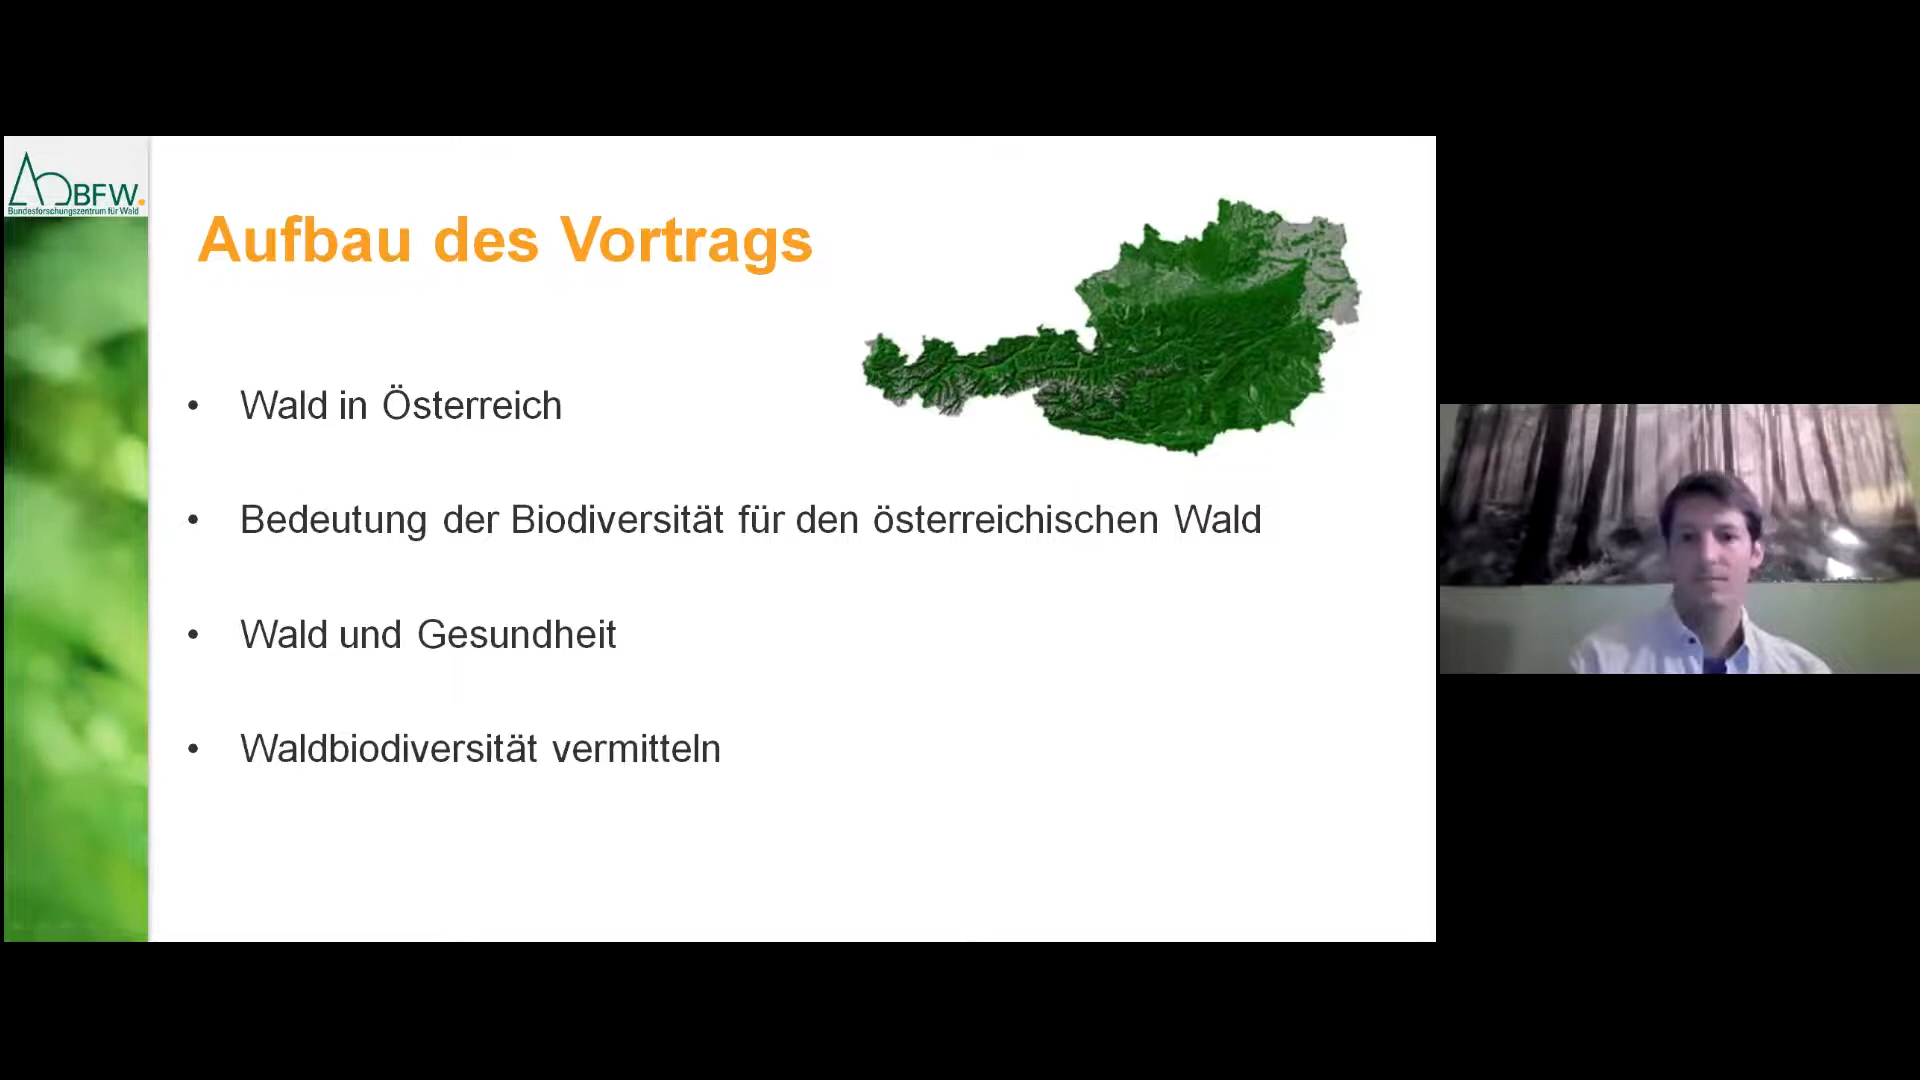 BFW.
Bundesforschungszentrum für Wald
Aufbau des Vortrags
• Wald in Österreich
• Bedeutung der Biodiversität für den österreichischen Wald
• Wald und Gesundheit
• Waldbiodiversität vermitteln